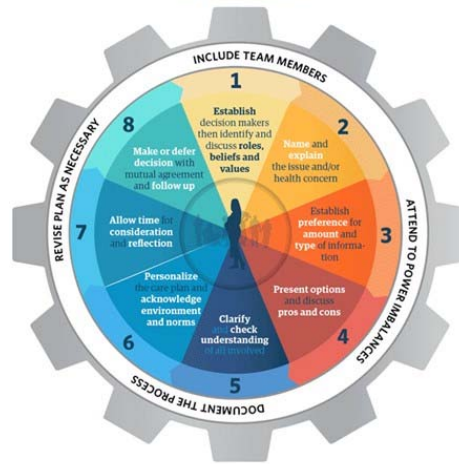 INCLUDE TEAM MEMBERS
ATTEND TO POWER IMBALANCES
DOCUMENT THE PROCESS
REVISE PLAN AS NECESSARY
1
Establish
decision makers
then identify and
discuss roles,
beliefs and
values
2
Name and
explain
the issue and/or
health concern
3
Establish
preference for
amount and
type of informa-
tion
4
Present options
and discuss
pros and cons
5
Clarify
and check
understanding
of all involved
6
Personalize
the care plan and
acknowledge
environment
and norms
7
Allow time for
consideration
and reflection
8
Make or defer
decision with
mutual agreement
and follow up